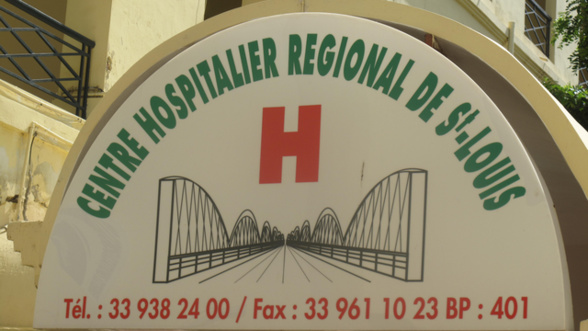 CENTRE HOSPITALIER REGIONAL DE St-LOUIS
H
Tél. : 33 938 24 00 / Fax : 33 961 10 23 BP : 401